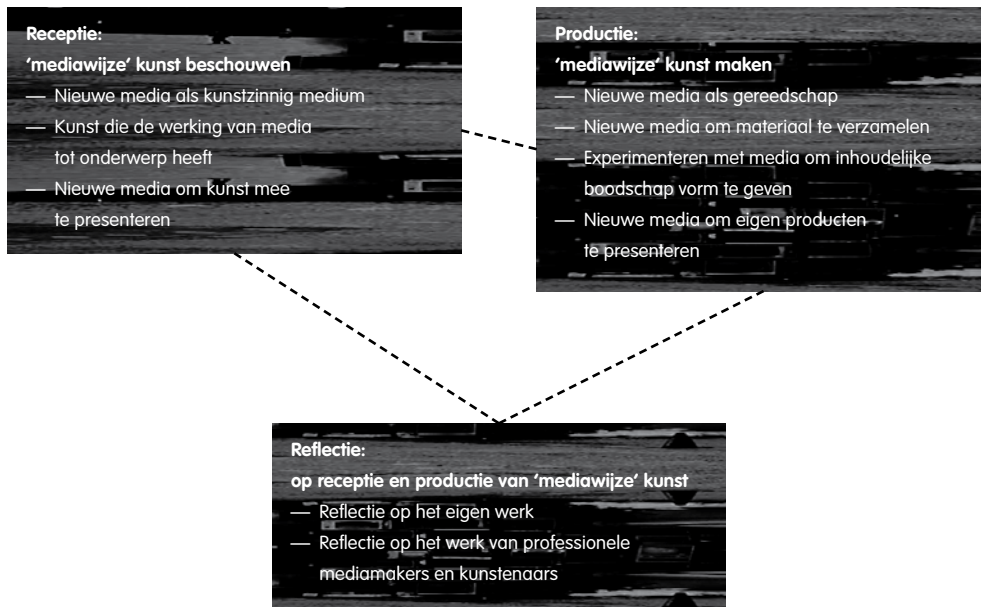 Receptie:
‘mediawijze’ kunst beschouwen
— Nieuwe media als kunstzinnig medium
— Kunst die de werking van media
tot onderwerp heeft
— Nieuwe media om kunst mee
te presenteren
Productie:
‘mediawijze’ kunst maken
— Nieuwe media als gereedschap
— Nieuwe media om materiaal te verzamelen
— Experimenteren met media om inhoudelijke
boodschap vorm te geven
— Nieuwe media om eigen producten
te presenteren
Reflectie:
op receptie en productie van ‘mediawijze’ kunst
— Reflectie op het eigen werk
— Reflectie op het werk van professionele
mediamakers en kunstenaars